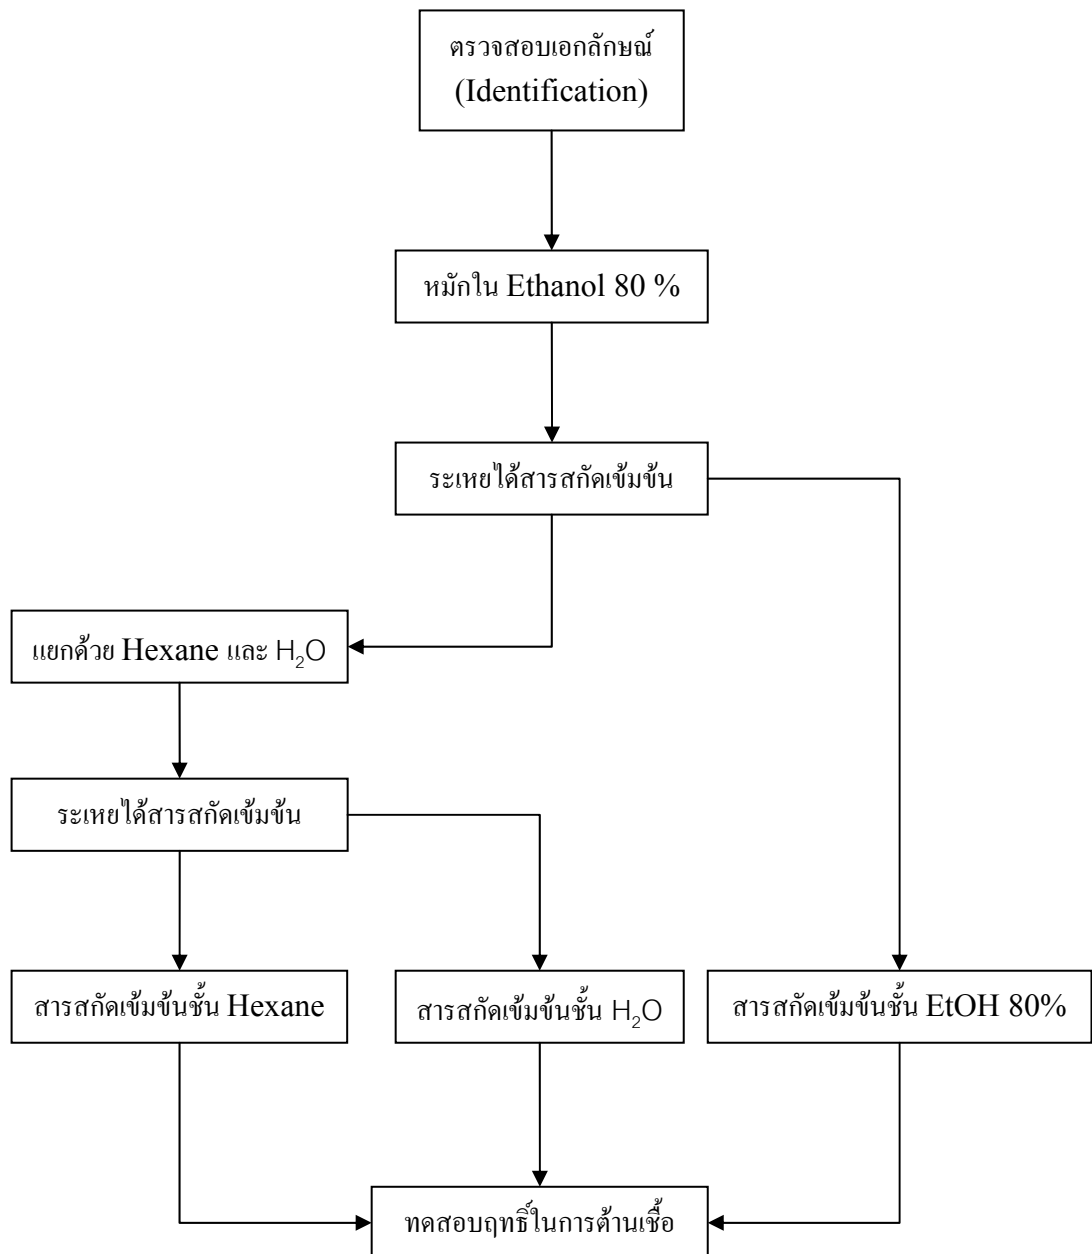 ตรวจสอบเอกลักษณ์
(Identification)
หมักใน Ethanol 80 %
ระเหยได้สารสกัดเข้มข้น
แยกด้วย Hexane และ H₂O
ระเหยได้สารสกัดเข้มข้น
สารสกัดเข้มข้นชั้น Hexane
สารสกัดเข้มข้นชั้น H₂O
สารสกัดเข้มข้นชั้น EtOH 80%
ทดสอบฤทธิ์ในการต้านเชื้อ